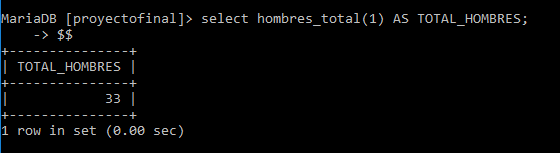 MariaDB [proyectofinal]> select hombres_total(1) AS TOTAL_HOMBRES;
    -> $$
+---------------+
| TOTAL_HOMBRES |
+---------------+
|            33 |
+---------------+
1 row in set (0.00 sec)